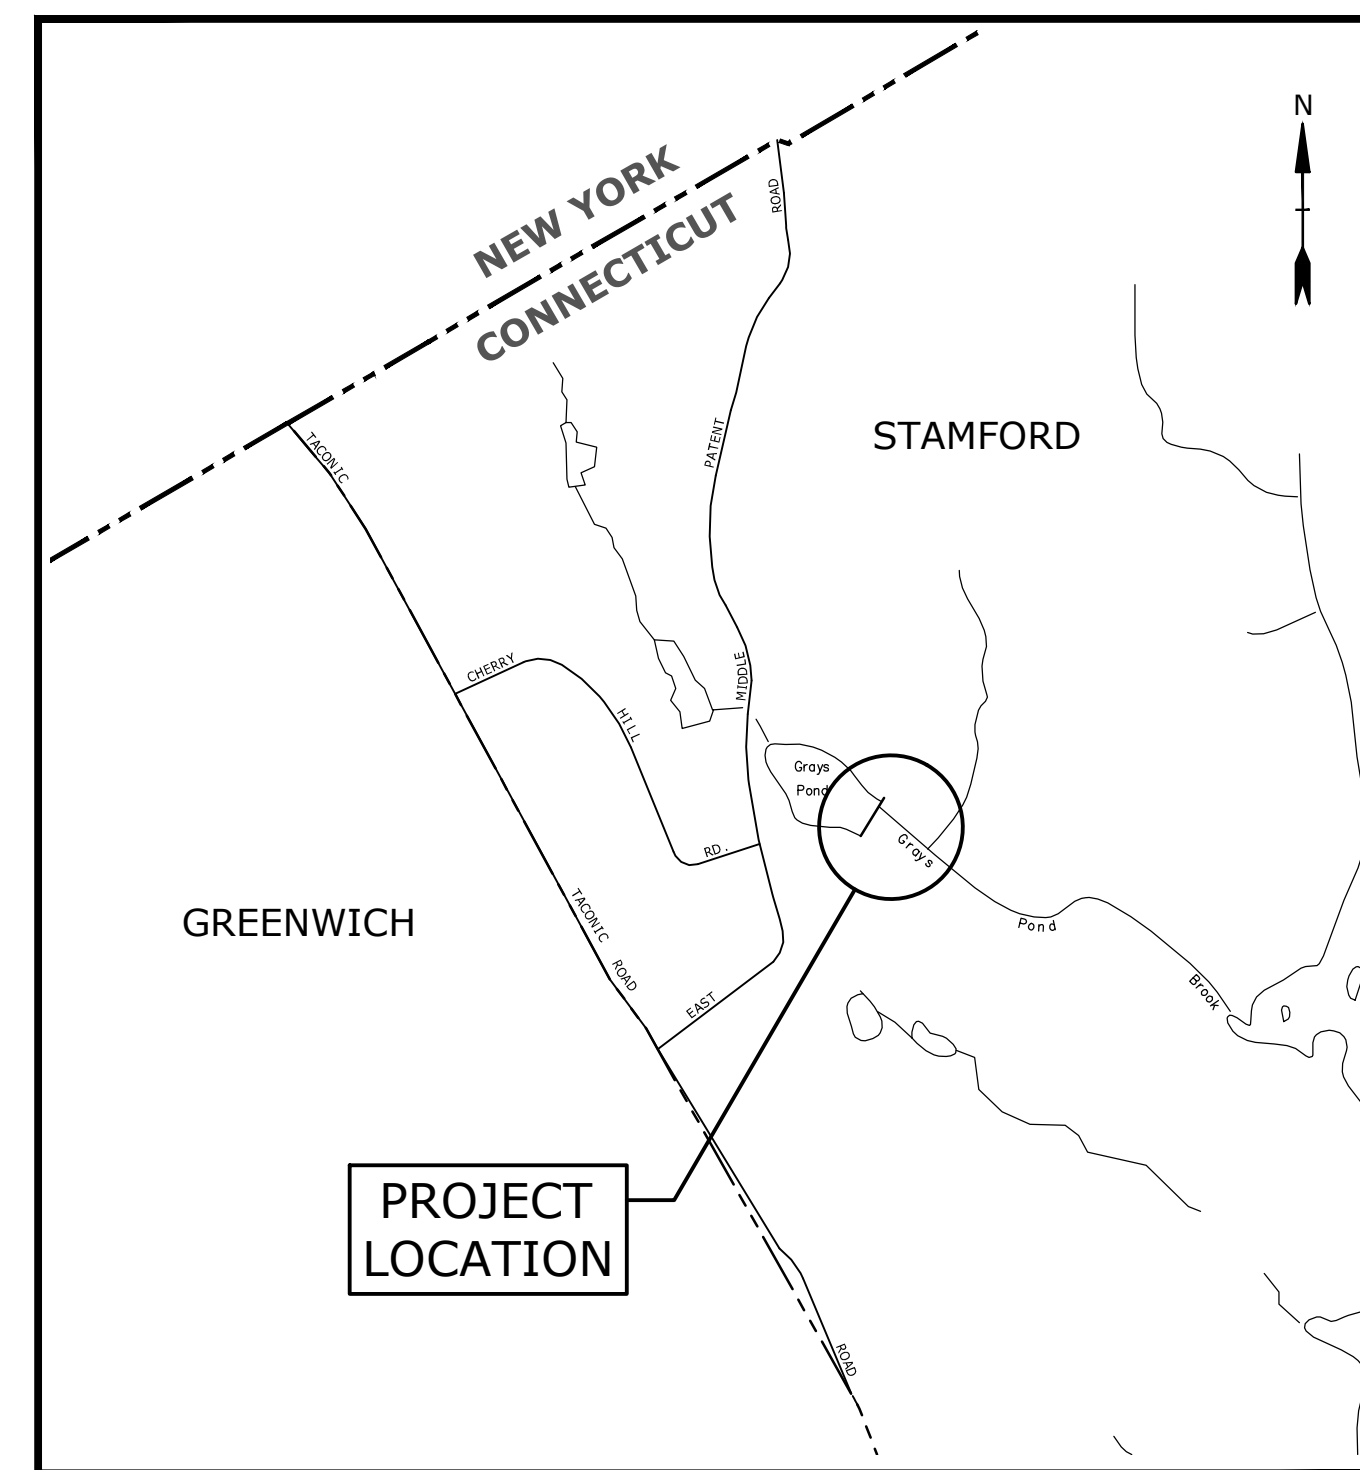 N
NEW YORK
CONNECTICUT
ROAD
PATENT
MIDDLE
EAST
STAMFORD
TACONIC
CHERRY
HILL
RD.
Grays
Pond
Grays
Pond
Brook
GREENWICH
TACONIC
ROAD
PROJECT
LOCATION
ROAD